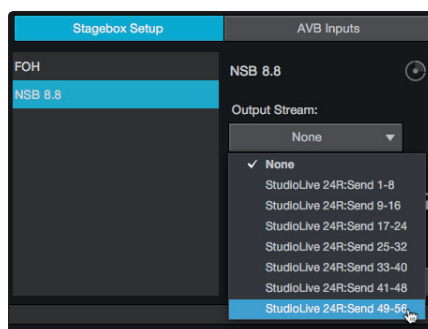 Stagebox Setup
AVB Inputs
FOH
NSB 8.8
NSB 8.8
Output Stream:
None
✓ None
StudioLive 24R:Send 1-8
StudioLive 24R:Send 9-16
StudioLive 24R:Send 17-24
StudioLive 24R:Send 25-32
StudioLive 24R:Send 33-40
StudioLive 24R:Send 41-48
StudioLive 24R:Send 49-56